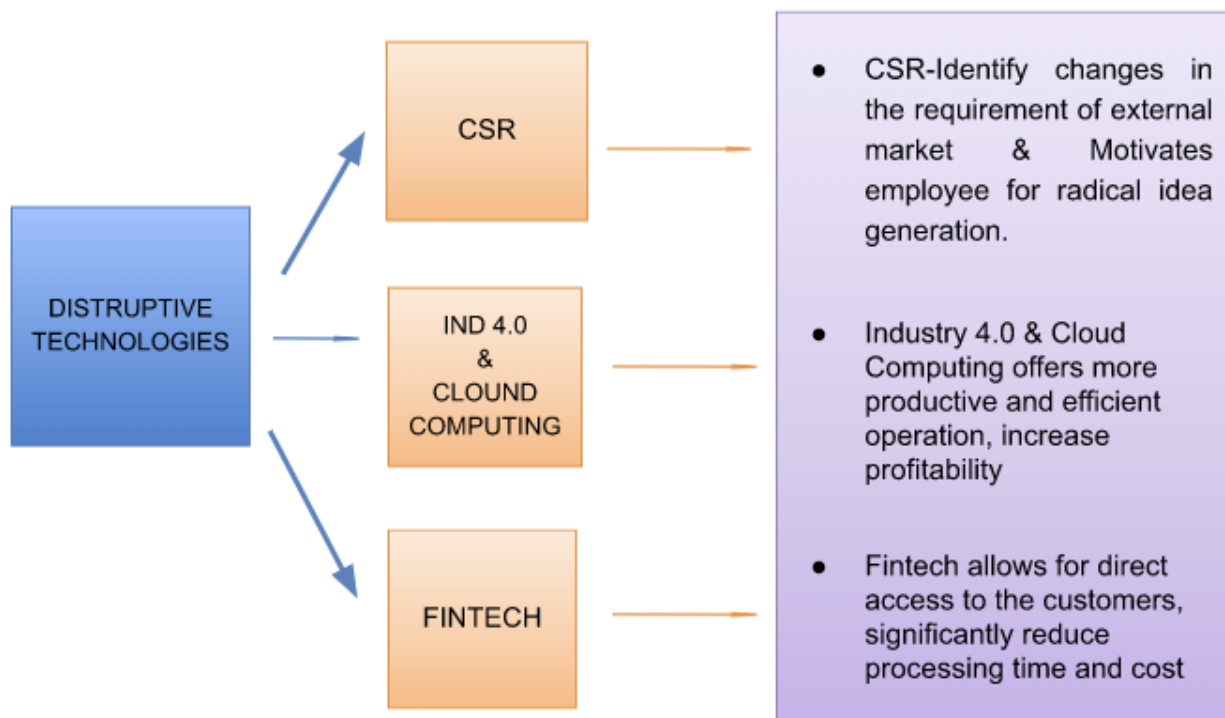 DISTRUPTIVE
TECHNOLOGIES
CSR
IND 4.0
&
CLOUND
COMPUTING
FINTECH
● CSR-Identify changes in
the requirement of external
market & Motivates
employee for radical idea
generation.
● Industry 4.0 & Cloud
Computing offers more
productive and efficient
operation, increase
profitability
● Fintech allows for direct
access to the customers,
significantly reduce
processing time and cost